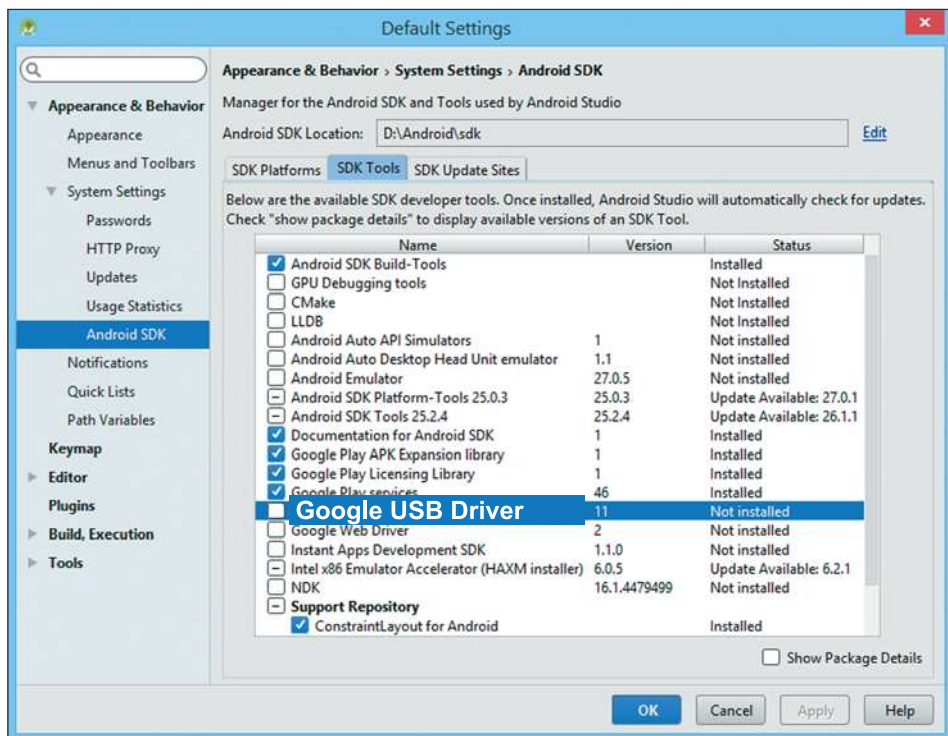 Default Settings
Appearance & Behavior
Appearance
Menus and Toolbars
System Settings
Passwords
HTTP Proxy
Updates
Usage Statistics
Android SDK
Notifications
Quick Lists
Path Variables
Keymap
Editor
Plugins
Build, Execution
Tools
Appearance & Behavior › System Settings › Android SDK
Manager for the Android SDK and Tools used by Android Studio
Android SDK Location: D:\Android\sdk Edit
SDK Platforms SDK Tools SDK Update Sites
Below are the available SDK developer tools. Once installed, Android Studio will automatically check for updates.
Check "show package details" to display available versions of an SDK Tool.
Name Version Status
Android SDK Build-Tools Installed
GPU Debugging tools Not Installed
CMake Not Installed
LLDB Not Installed
Android Auto API Simulators 1 Not installed
Android Auto Desktop Head Unit emulator 1.1 Not installed
Android Emulator 27.0.5 Not installed
Android SDK Platform-Tools 25.0.3 25.0.3 Update Available: 27.0.1
Android SDK Tools 25.2.4 25.2.4 Update Available: 26.1.1
Documentation for Android SDK 1 Installed
Google Play APK Expansion library 1 Installed
Google Play Licensing Library 1 Installed
Google Play services 46 Installed
Google USB Driver 11 Not installed
Google Web Driver 2 Not installed
Instant Apps Development SDK 1.1.0 Not installed
Intel x86 Emulator Accelerator (HAXM installer) 6.0.5 Update Available: 6.2.1
NDK 16.1.4479499 Not installed
Support Repository
ConstraintLayout for Android Installed
Show Package Details
OK Cancel Apply Help